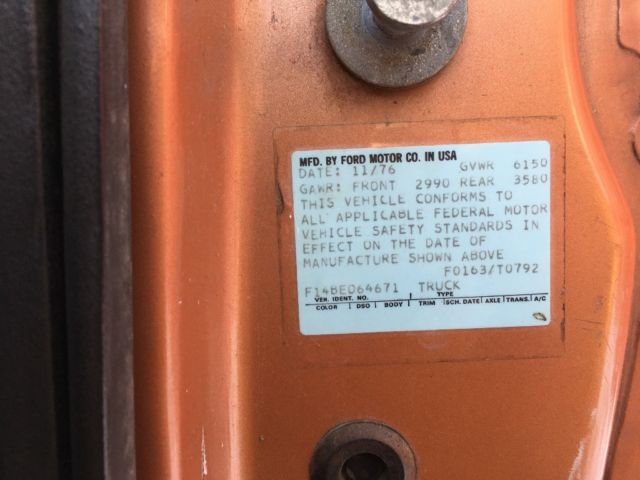 MFD. BY FORD MOTOR CO. IN USA
DATE: 11/76 GVWR 6150
GAWR: FRONT 2990 REAR 3580
THIS VEHICLE CONFORMS TO
ALL APPLICABLE FEDERAL MOTOR
VEHICLE SAFETY STANDARDS IN
EFFECT ON THE DATE OF
MANUFACTURE SHOWN ABOVE
F0163/T0792
F14BE064671 TRUCK
VEH. IDENT. NO. TYPE
COLOR DSO BODY TRIM SCH. DATE AXLE TRANS. A/C